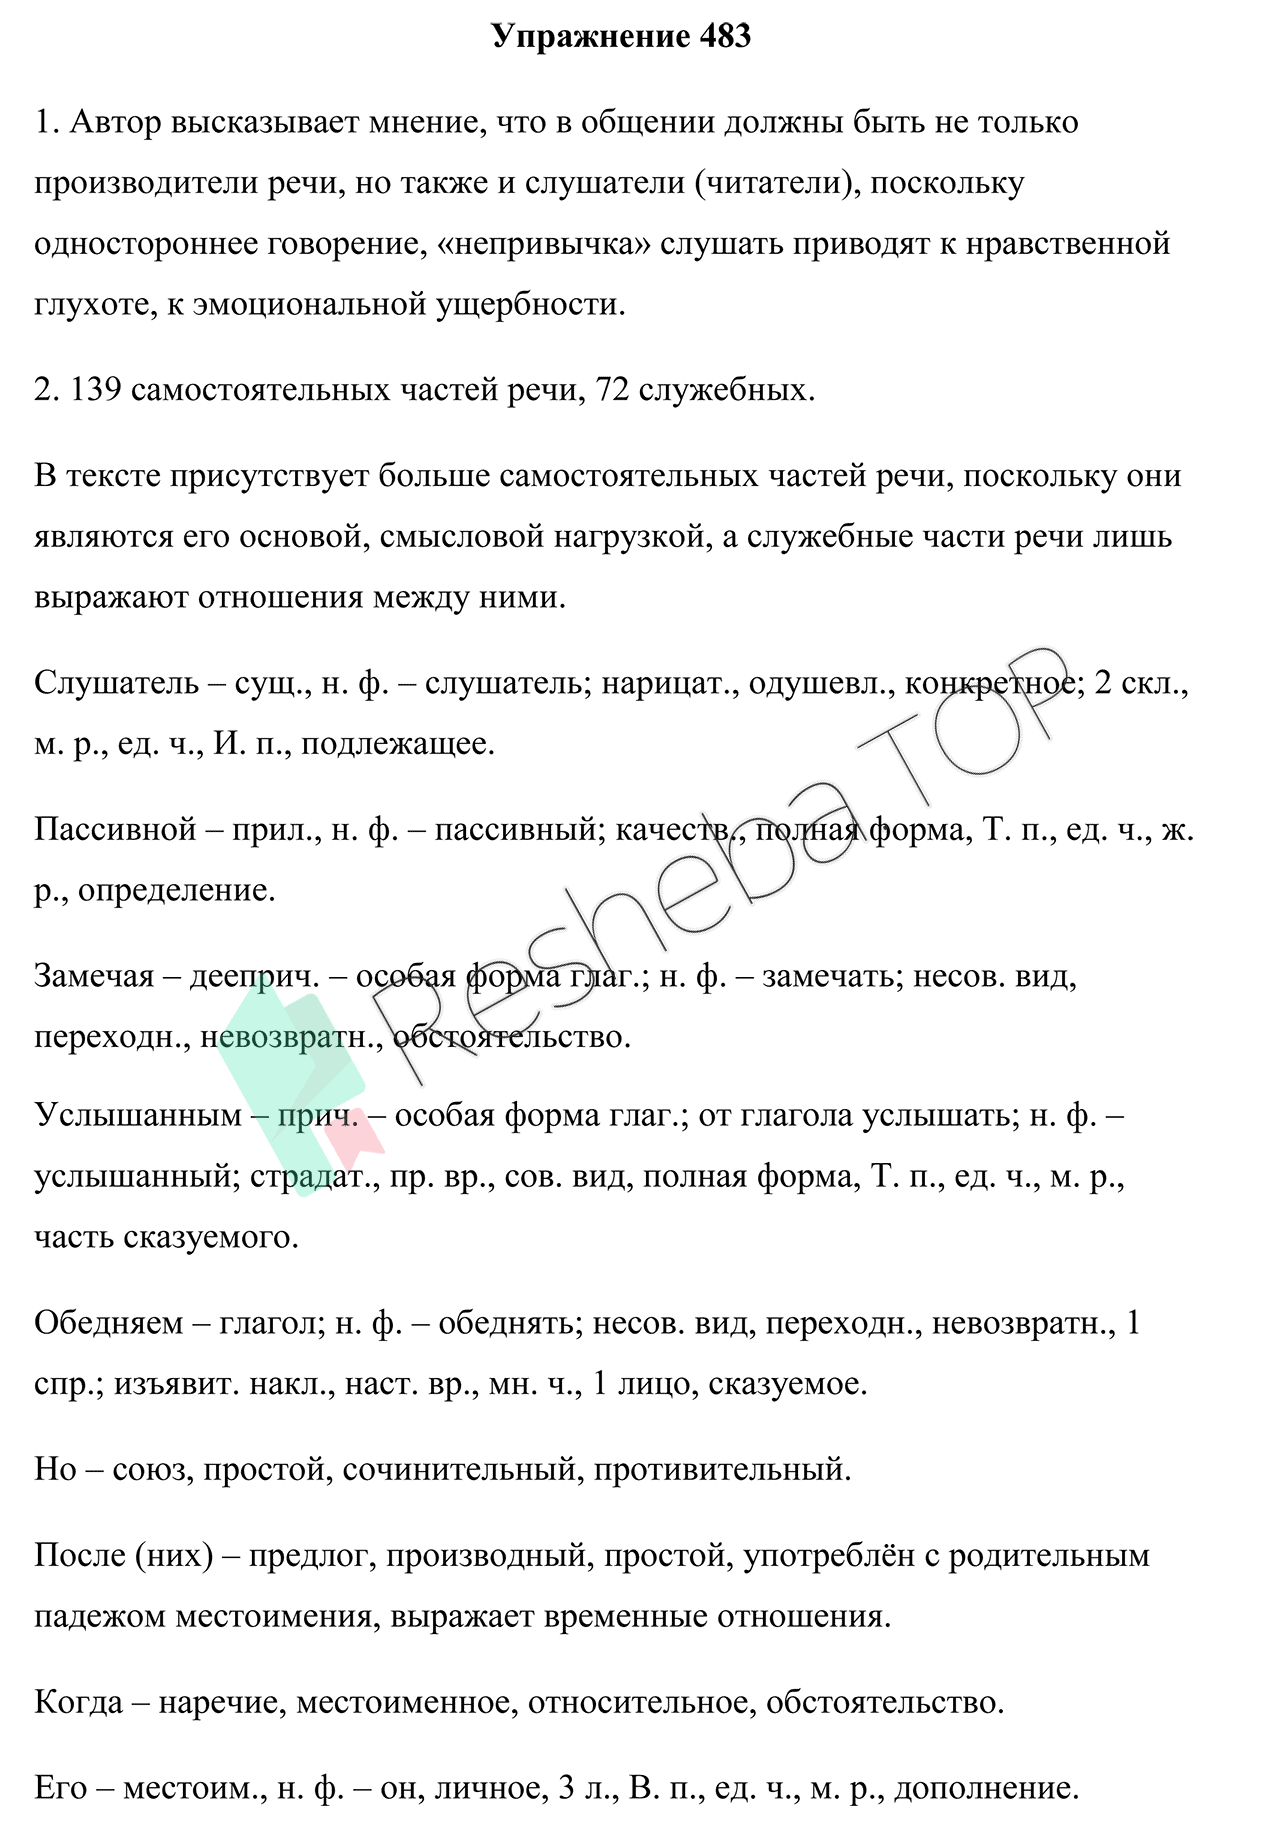 Упражнение 483
1. Автор высказывает мнение, что в общении должны быть не только
производители речи, но также и слушатели (читатели), поскольку
одностороннее говорение, «непривычка» слушать приводят к нравственной
глухоте, к эмоциональной ущербности.
2. 139 самостоятельных частей речи, 72 служебных.
В тексте присутствует больше самостоятельных частей речи, поскольку они
являются его основой, смысловой нагрузкой, а служебные части речи лишь
выражают отношения между ними.
Слушатель – сущ., н. ф. – слушатель; нарицат., одушевл., конкретное; 2 скл.,
м. р., ед. ч., И. п., подлежащее.
Пассивной – прил., н. ф. – пассивный; качеств., полная форма, Т. п., ед. ч., ж.
р., определение.
Замечая – дееприч. – особая форма глаг.; н. ф. – замечать; несов. вид,
переходн., невозвратн., обстоятельство.
Услышанным – прич. – особая форма глаг.; от глагола услышать; н. ф. –
услышанный; страдат., пр. вр., сов. вид, полная форма, Т. п., ед. ч., м. р.,
часть сказуемого.
Обедняем – глагол; н. ф. – обеднять; несов. вид, переходн., невозвратн., 1
спр.; изъявит. накл., наст. вр., мн. ч., 1 лицо, сказуемое.
Но – союз, простой, сочинительный, противительный.
После (них) – предлог, производный, простой, употреблён с родительным
падежом местоимения, выражает временные отношения.
Когда – наречие, местоименное, относительное, обстоятельство.
Его – местоим., н. ф. – он, личное, 3 л., В. п., ед. ч., м. р., дополнение.
Resheba TOP